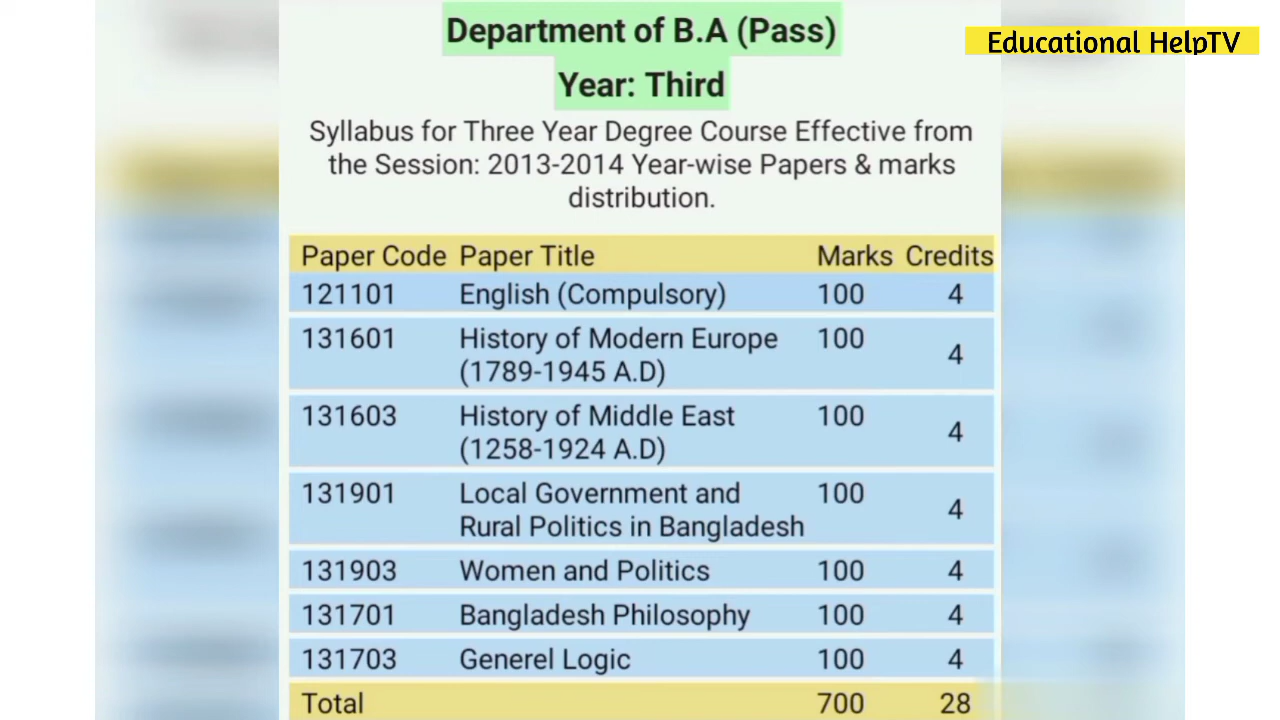 Department of B.A (Pass)
Educational HelpTV
Year: Third
Syllabus for Three Year Degree Course Effective from
the Session: 2013-2014 Year-wise Papers & marks
distribution.
Paper Code Paper Title Marks Credits
121101 English (Compulsory) 100 4
131601 History of Modern Europe 100
(1789-1945 A.D) 4
131603 History of Middle East 100
(1258-1924 A.D) 4
131901 Local Government and 100
Rural Politics in Bangladesh 4
131903 Women and Politics 100 4
131701 Bangladesh Philosophy 100 4
131703 Generel Logic 100 4
Total 700 28